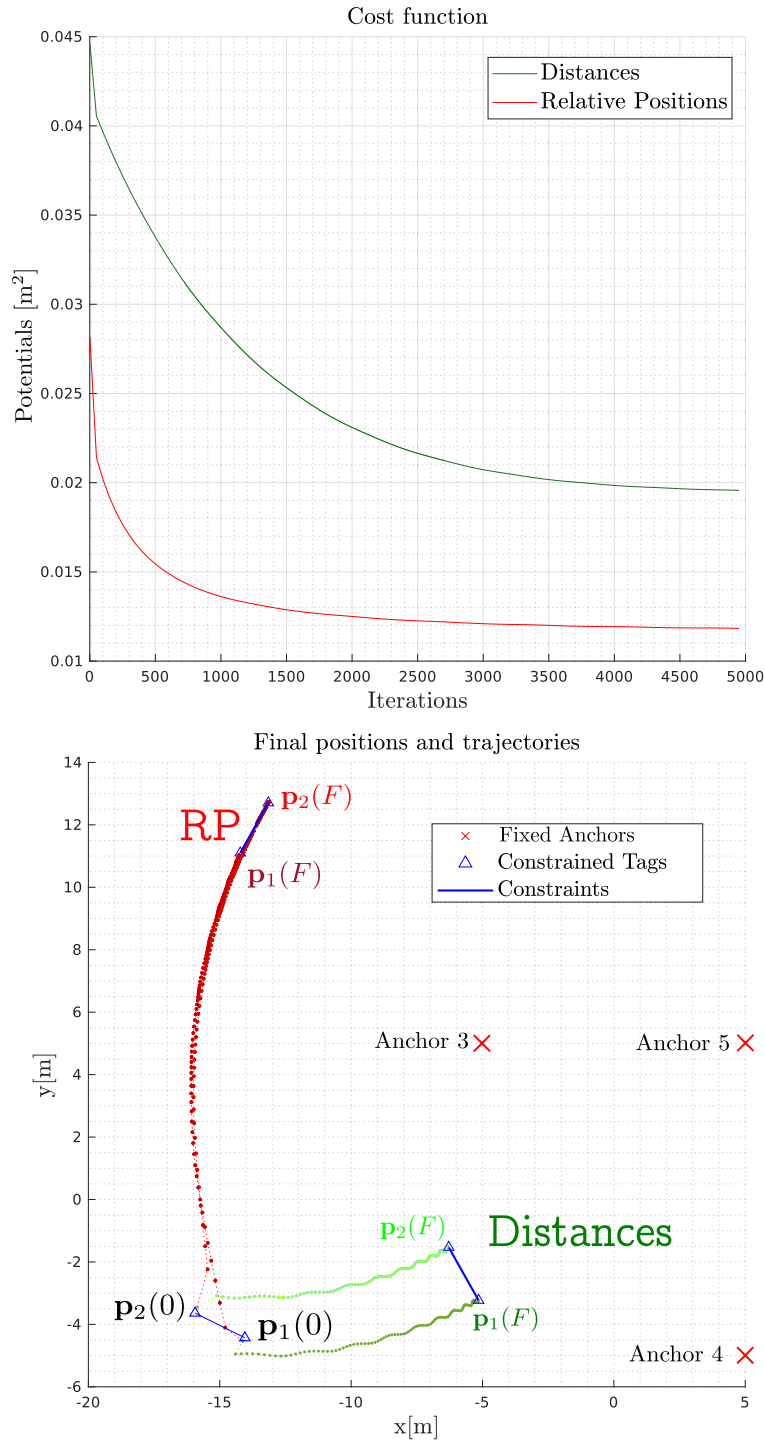 Cost function
0.045
0.04
0.035
0.03
0.025
0.02
0.015
0.01
Potentials [m²]
Distances
Relative Positions
0 500 1000 1500 2000 2500 3000 3500 4000 4500 5000
Iterations
Final positions and trajectories
14
12
10
8
6
4
2
0
-2
-4
-6
y[m]
RP
p₂(F)
p₁(F)
Fixed Anchors
Constrained Tags
Constraints
Anchor 3
Anchor 5
p₂(F)
Distances
p₂(0)
p₁(0)
p₁(F)
Anchor 4
-20 -15 -10 -5 0 5
x[m]